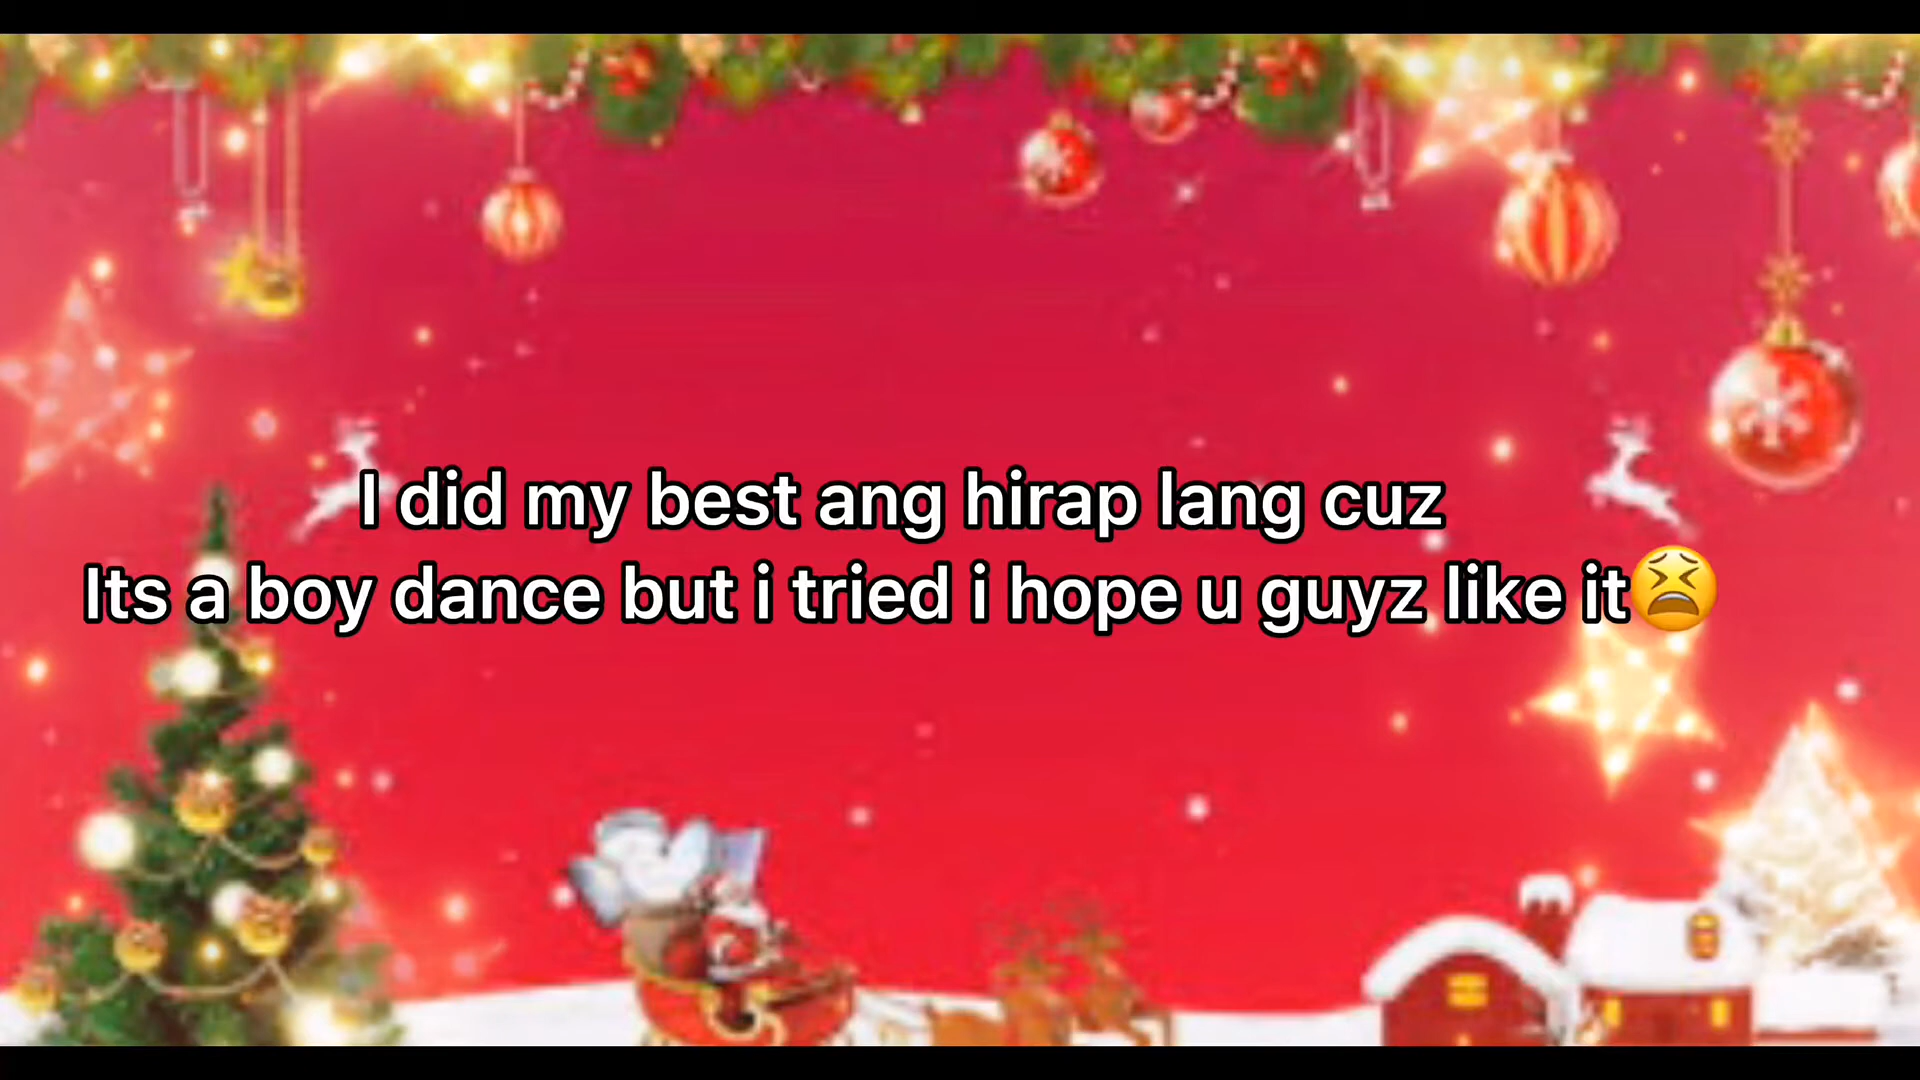 I did my best ang hirap lang cuz
Its a boy dance but i tried i hope u guyz like it😫